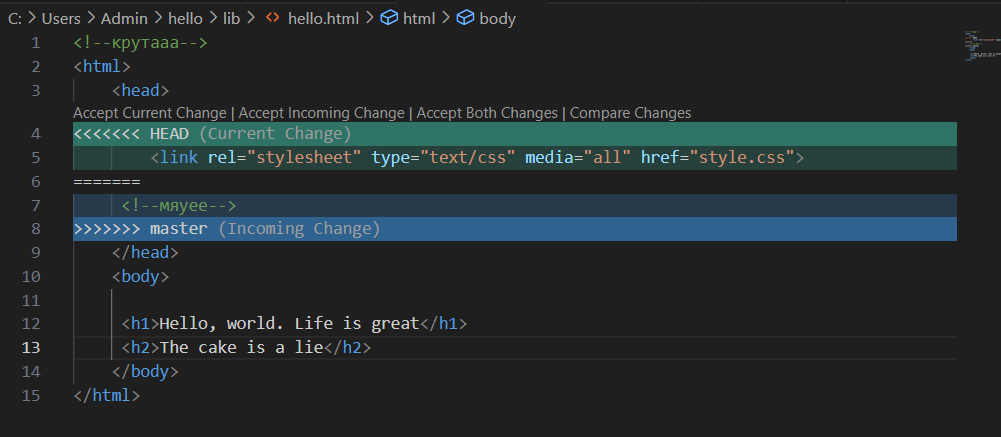 C: > Users > Admin > hello > lib > <> hello.html > html > body
1 <!--крутааа-->
2 <html>
3 <head>
Accept Current Change | Accept Incoming Change | Accept Both Changes | Compare Changes
4 <<<<<<< HEAD (Current Change)
5 <link rel="stylesheet" type="text/css" media="all" href="style.css">
6 =======
7 <!--мяуее-->
8 >>>>>>> master (Incoming Change)
9 </head>
10 <body>
11
12 <h1>Hello, world. Life is great</h1>
13 <h2>The cake is a lie</h2>
14 </body>
15 </html>